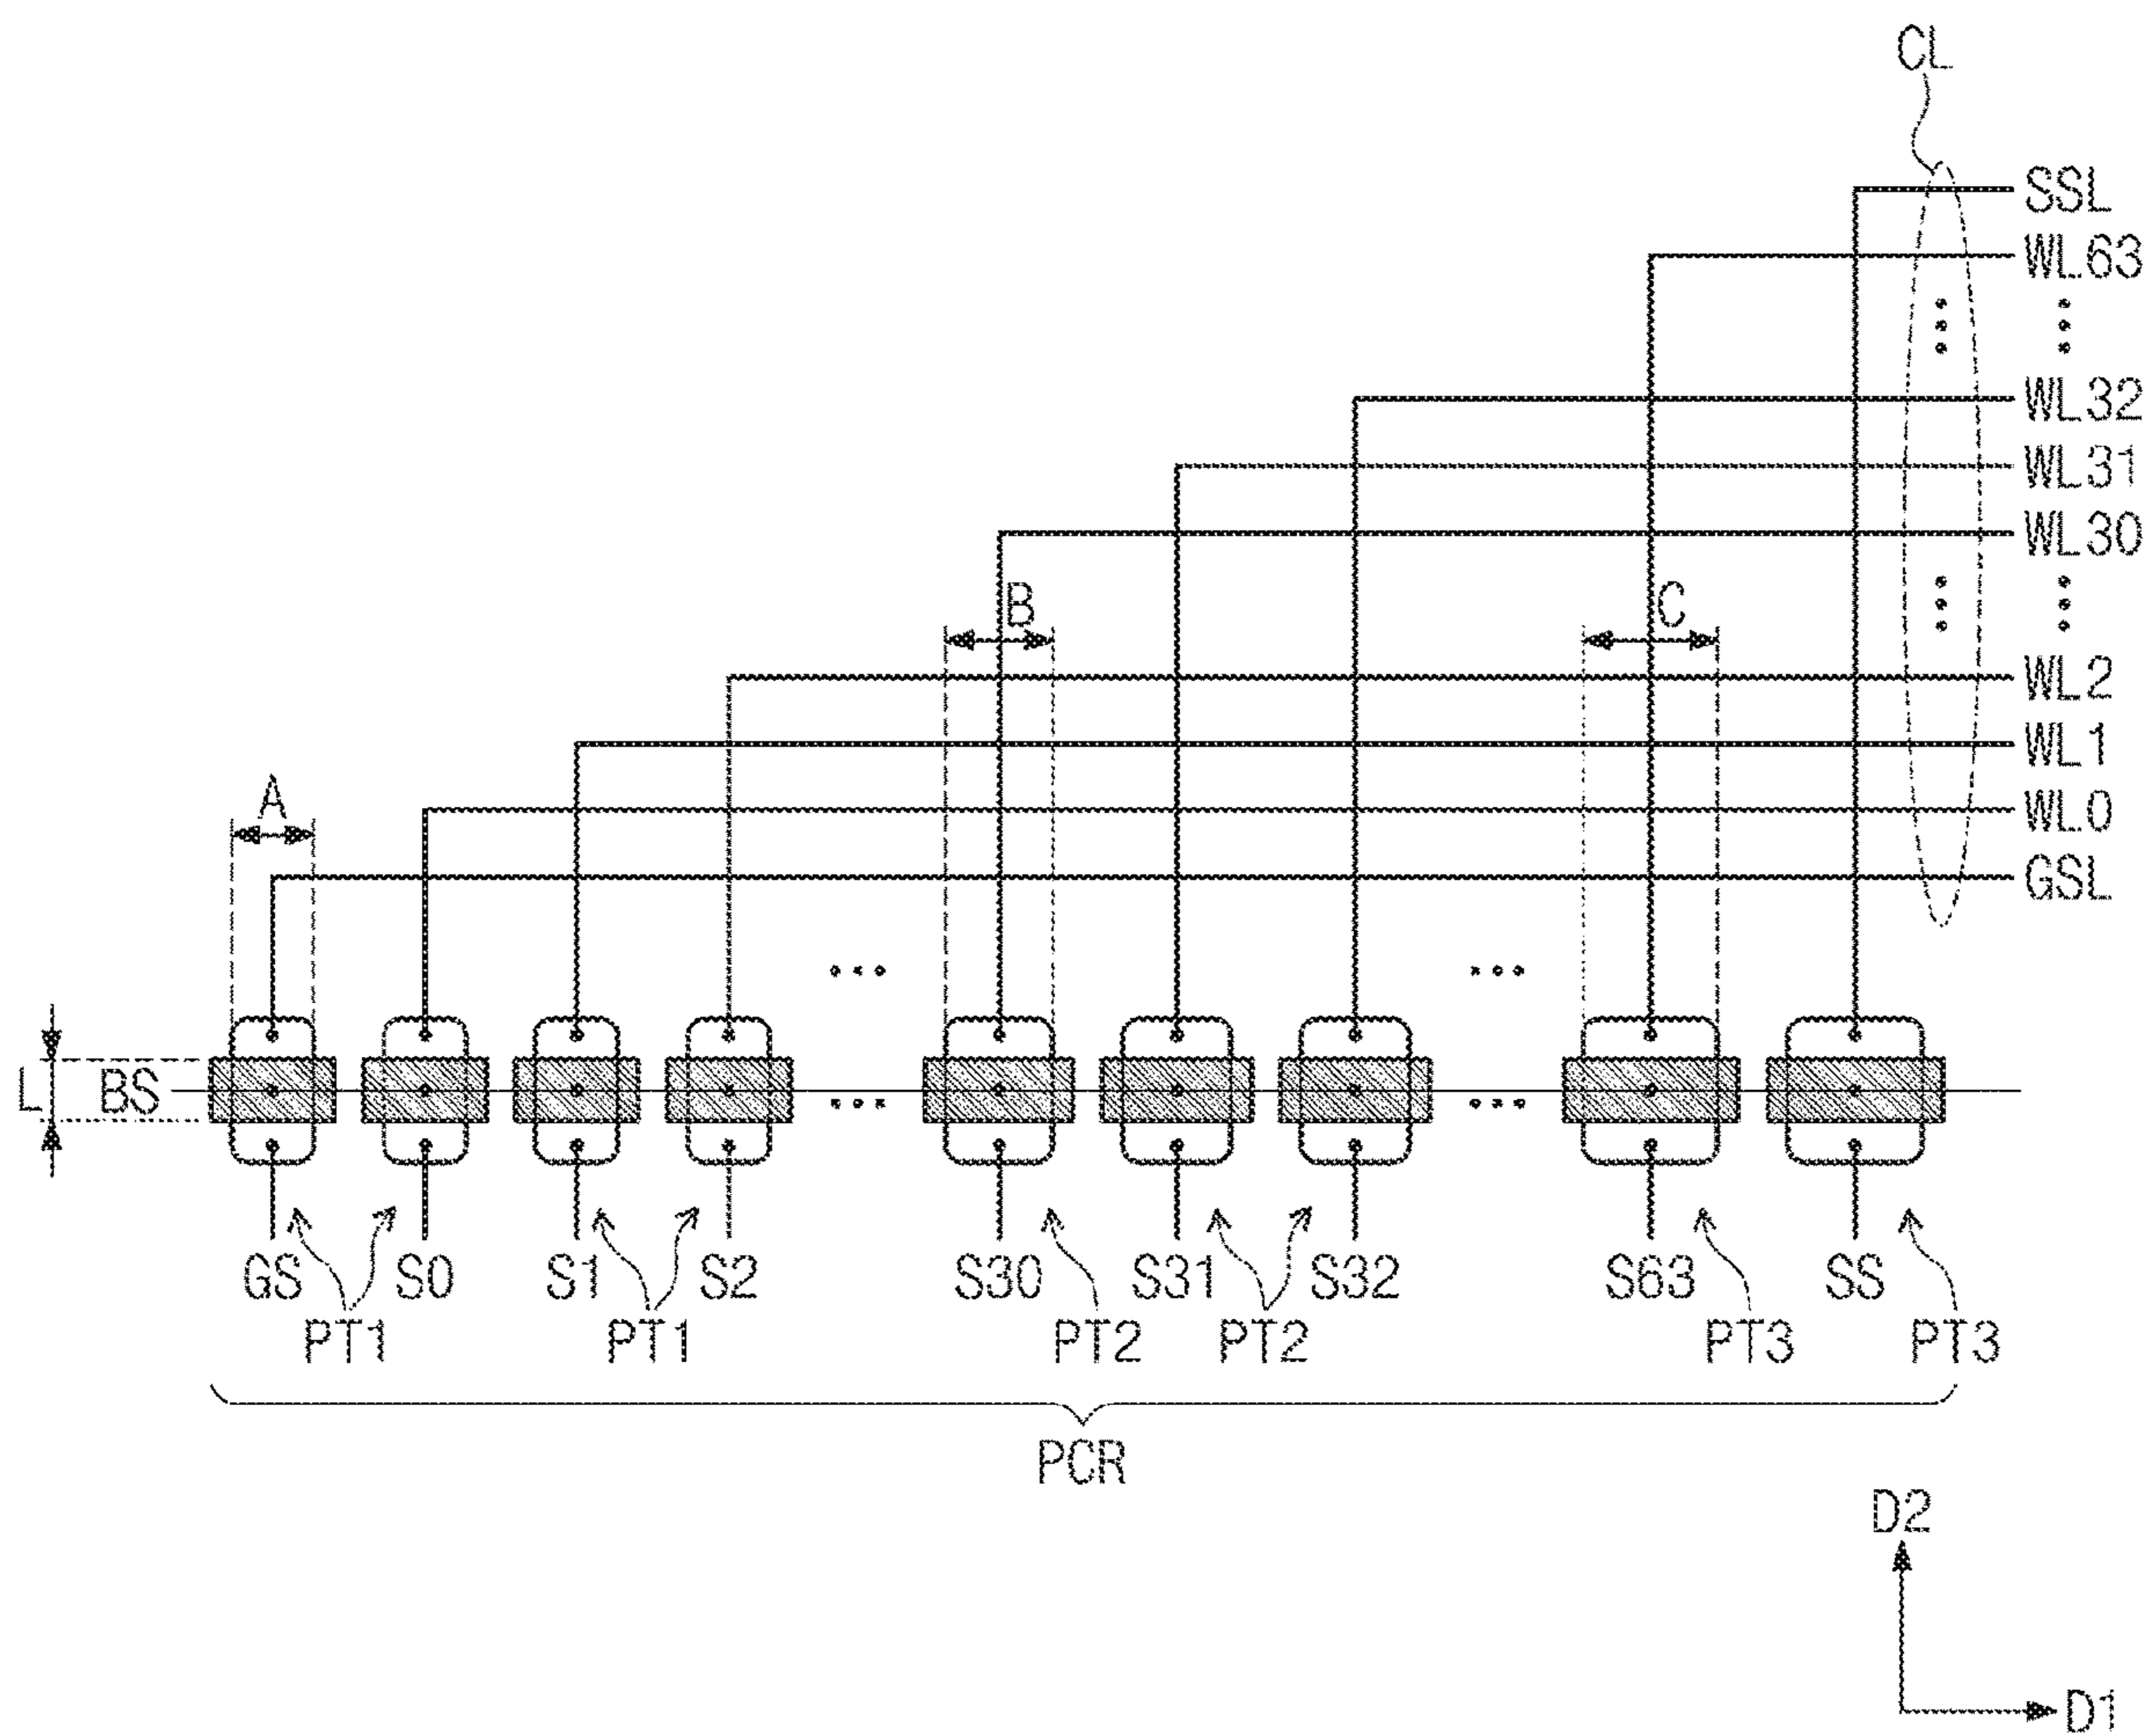 CL
SSL
WL63
WL32
WL31
WL30
B
C
WL2
WL1
A
WL0
GSL
L
BS
GS S0 S1 S2 S30 S31 S32 S63 SS
PT1 PT1 PT2 PT2 PT3 PT3
PCR
D2
D1